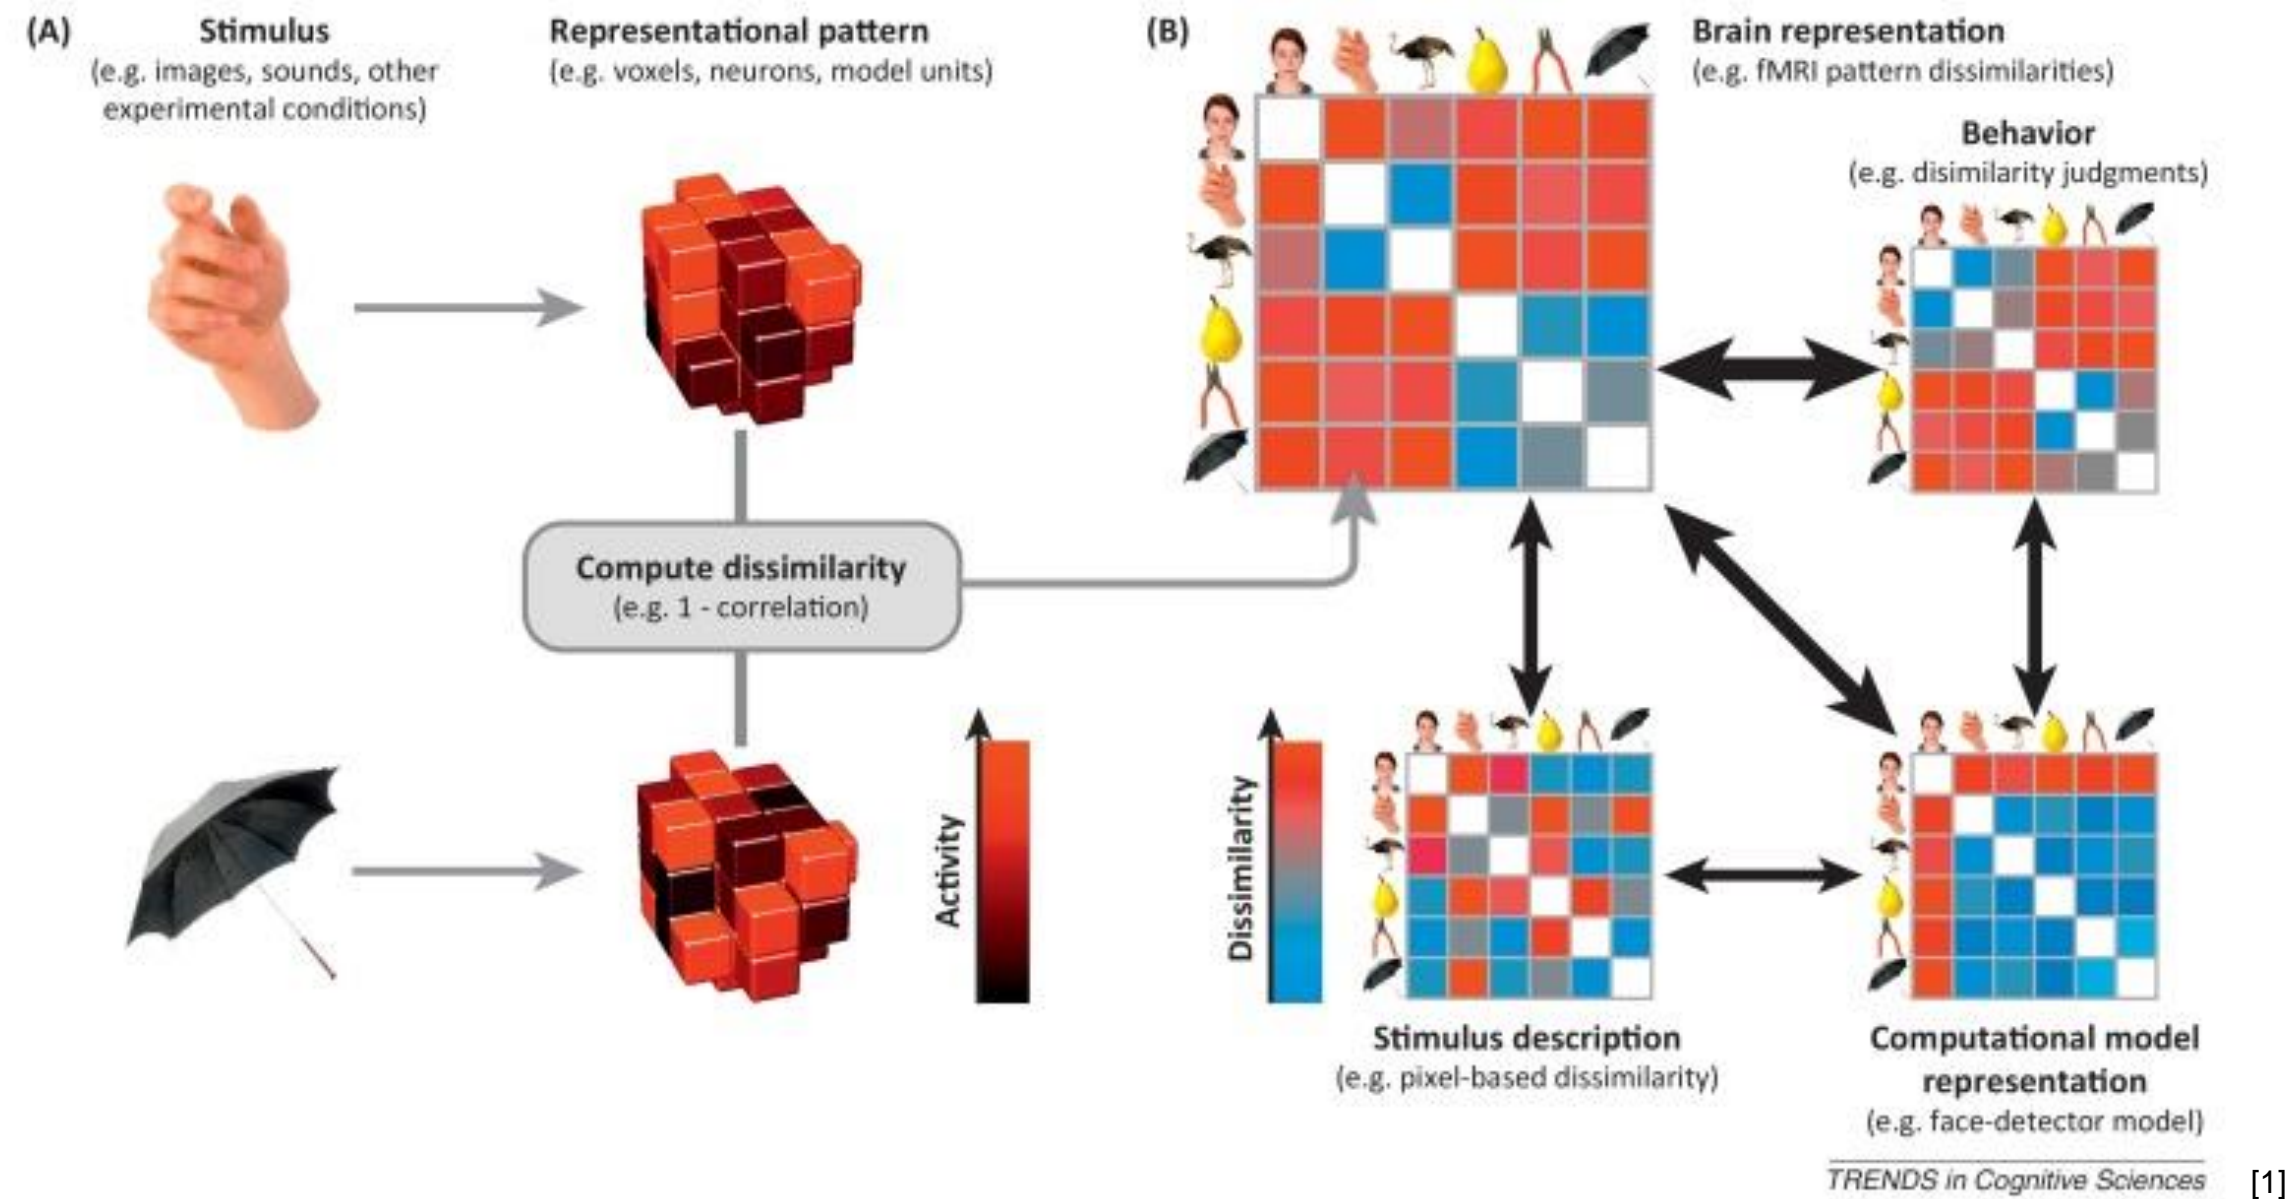 (A)
Stimulus
(e.g. images, sounds, other
experimental conditions)
Representational pattern
(e.g. voxels, neurons, model units)
Compute dissimilarity
(e.g. 1 - correlation)
Activity
(B)
Brain representation
(e.g. fMRI pattern dissimilarities)
Behavior
(e.g. disimilarity judgments)
Dissimilarity
Stimulus description
(e.g. pixel-based dissimilarity)
Computational model
representation
(e.g. face-detector model)
TRENDS in Cognitive Sciences
[1]